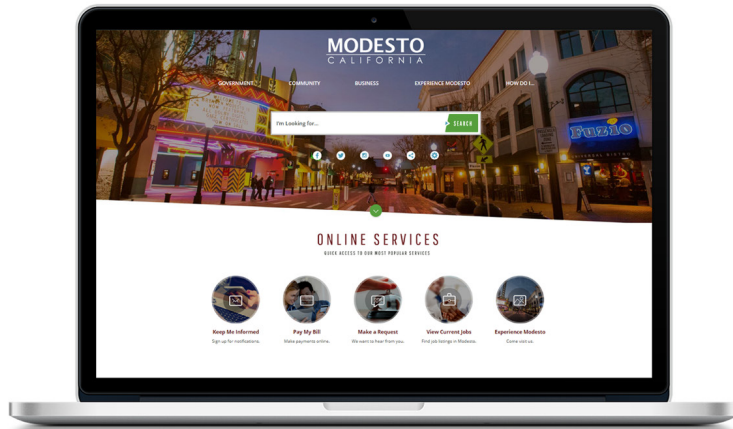 MODESTO
CALIFORNIA
GOVERNMENT
COMMUNITY
BUSINESS
EXPERIENCE MODESTO
HOW DO I...
I'm Looking for...
SEARCH
Fuzio
UNIVERSAL BISTRO
ONLINE SERVICES
QUICK ACCESS TO OUR MOST POPULAR SERVICES
Keep Me Informed
Pay My Bill
Make a Request
View Current Jobs
Experience Modesto
Sign up for notifications.
Make payments online.
We want to hear from you.
Find job listings in Modesto.
Come visit us.